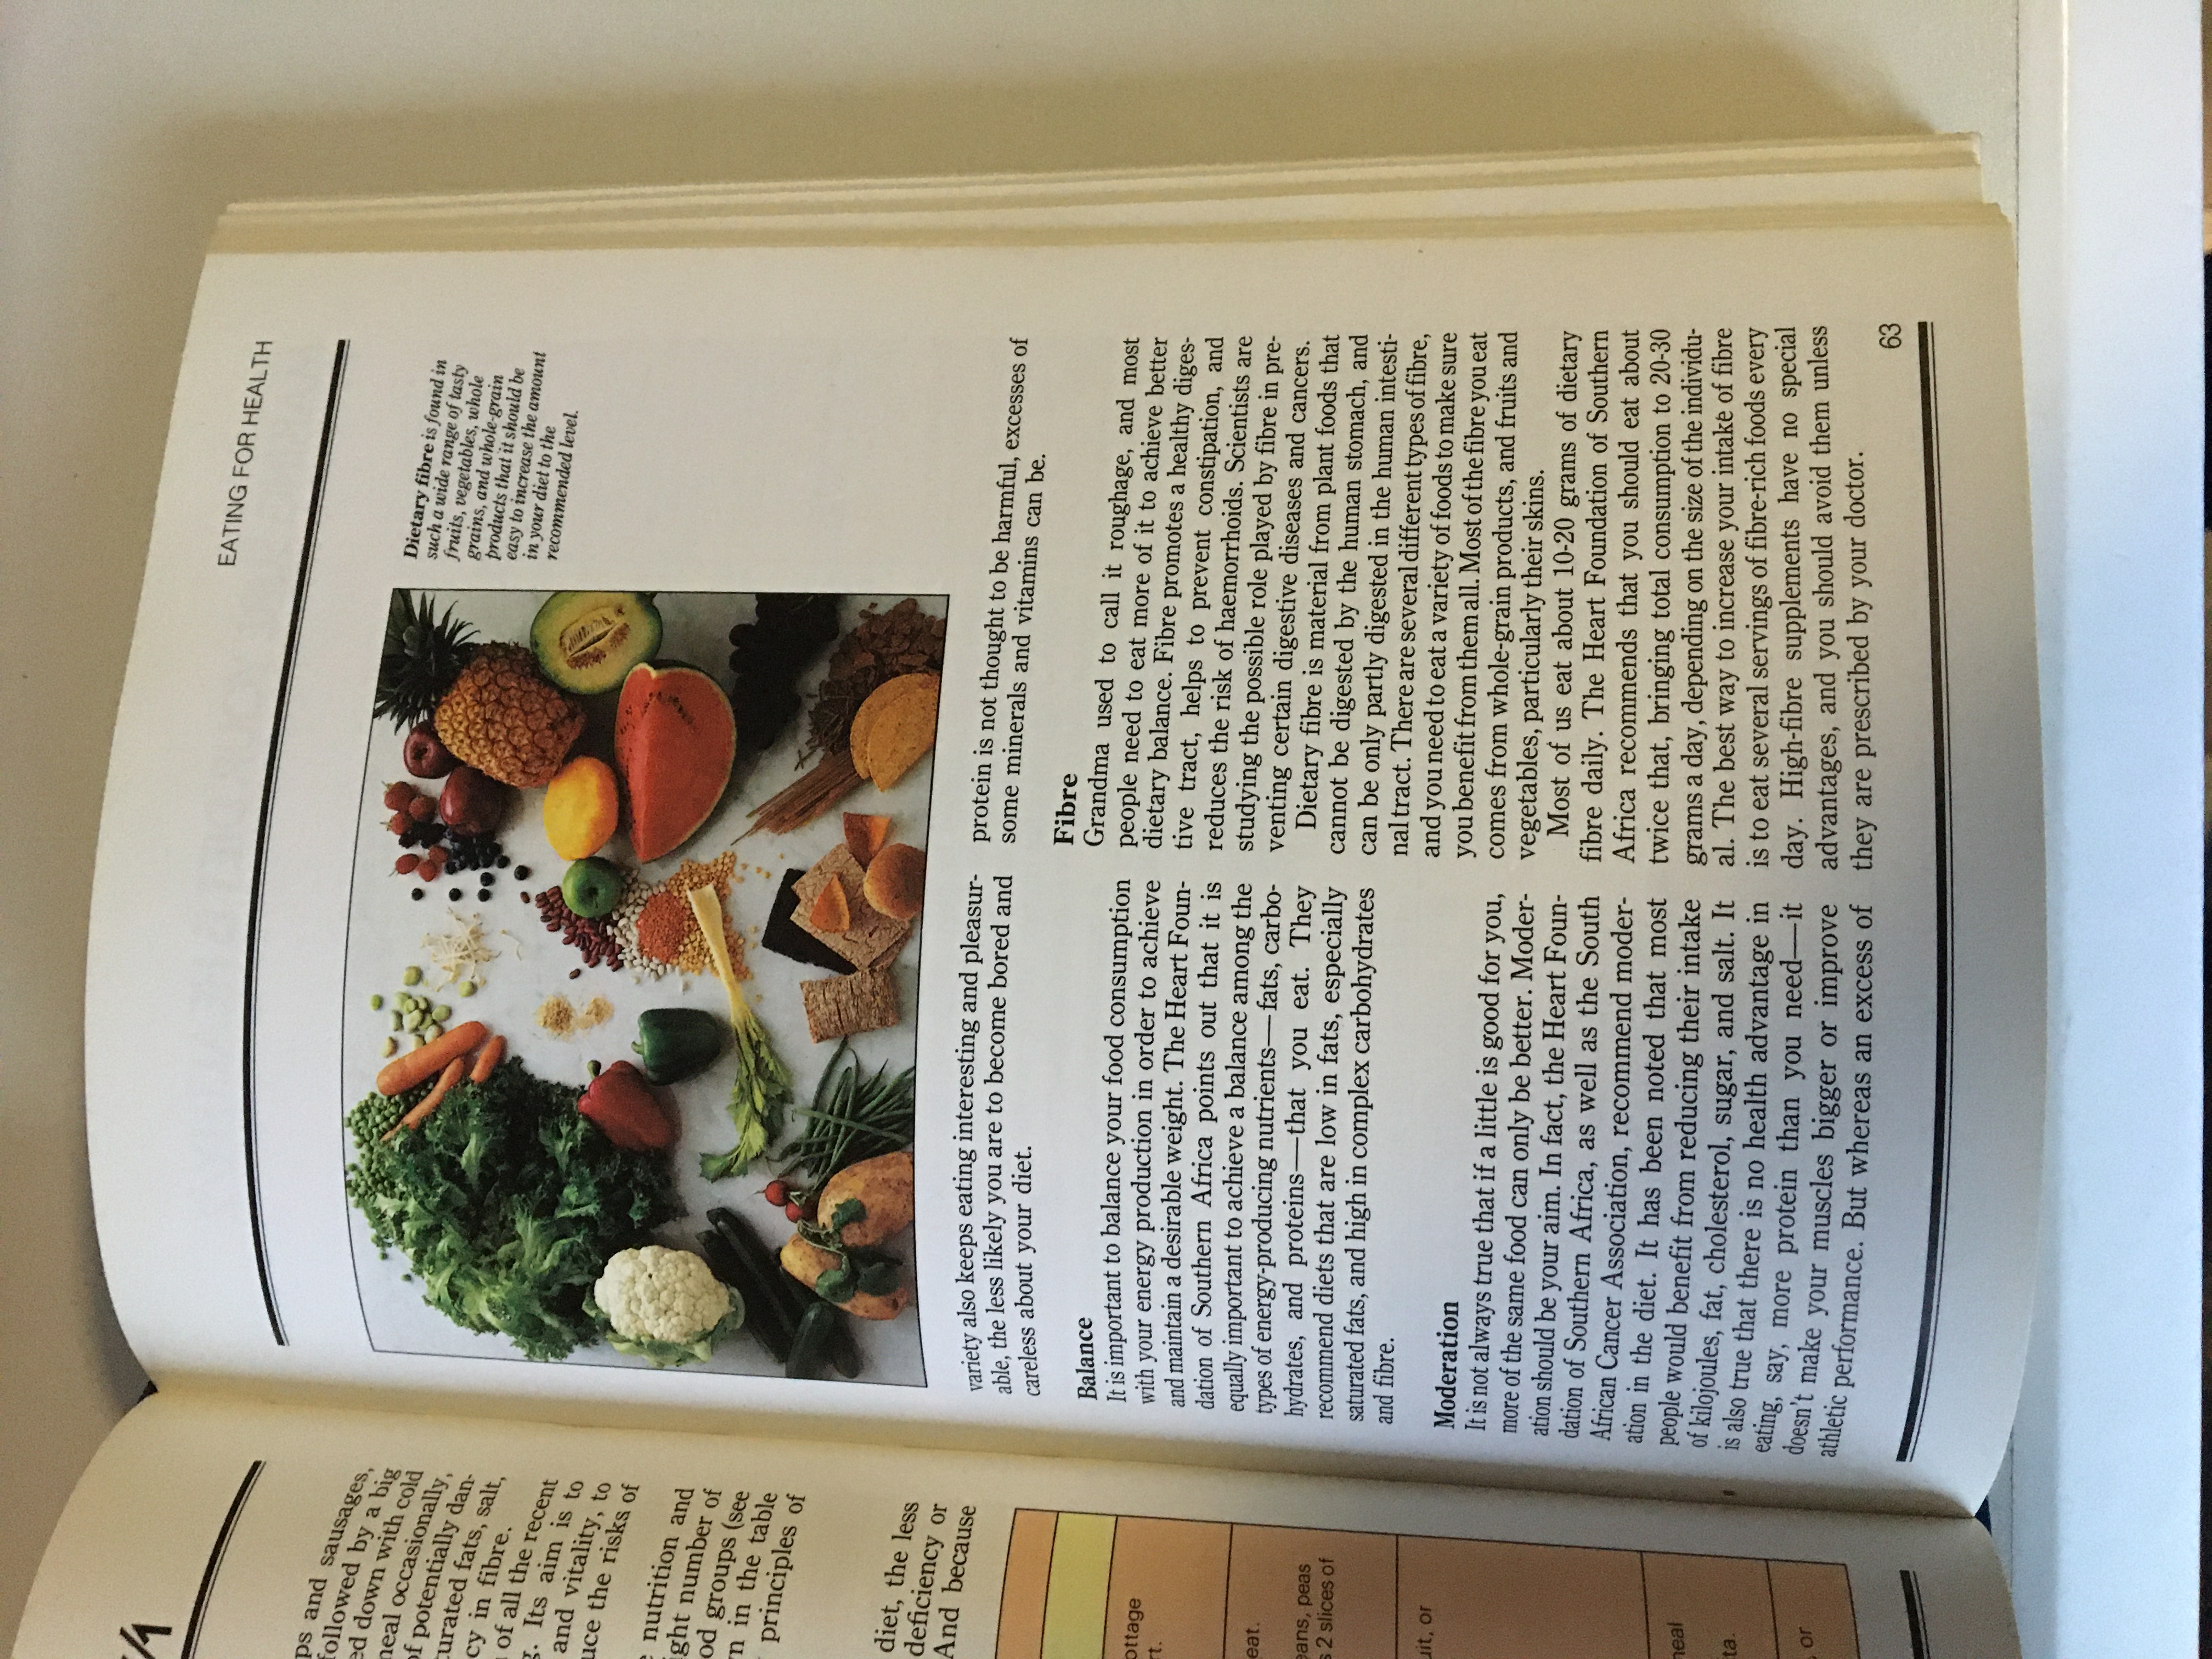 ps and sausages,
followed by a big
ed down with cold
meal occasionally,
of potentially dan-
turated fats, salt,
cy in fibre.
of all the recent
Its aim is to
and vitality, to
uce the risks of
nutrition and
ight number of
od groups (see
n in the table
principles of
diet, the less
deficiency or
And because
ottage
rt.
eat.
eans, peas
s 2 slices of
uit, or
neal
ta.
or
EATING FOR HEALTH
Dietary fibre is found in
such a wide range of tasty
fruits, vegetables, whole
grains, and whole-grain
products that it should be
easy to increase the amount
in your diet to the
recommended level.
variety also keeps eating interesting and pleasur-
able, the less likely you are to become bored and
careless about your diet.
Balance
It is important to balance your food consumption
with your energy production in order to achieve
and maintain a desirable weight. The Heart Foun-
dation of Southern Africa points out that it is
equally important to achieve a balance among the
types of energy-producing nutrients—fats, carbo-
hydrates, and proteins—that you eat. They
recommend diets that are low in fats, especially
saturated fats, and high in complex carbohydrates
and fibre.
Moderation
It is not always true that if a little is good for you,
more of the same food can only be better. Moder-
ation should be your aim. In fact, the Heart Foun-
dation of Southern Africa, as well as the South
African Cancer Association, recommend moder-
ation in the diet. It has been noted that most
people would benefit from reducing their intake
of kilojoules, fat, cholesterol, sugar, and salt. It
is also true that there is no health advantage in
eating, say, more protein than you need—it
doesn't make your muscles bigger or improve
athletic performance. But whereas an excess of
protein is not thought to be harmful, excesses of
some minerals and vitamins can be.
Fibre
Grandma used to call it roughage, and most
people need to eat more of it to achieve better
dietary balance. Fibre promotes a healthy diges-
tive tract, helps to prevent constipation, and
reduces the risk of haemorrhoids. Scientists are
studying the possible role played by fibre in pre-
venting certain digestive diseases and cancers.
Dietary fibre is material from plant foods that
cannot be digested by the human stomach, and
can be only partly digested in the human intesti-
nal tract. There are several different types of fibre,
and you need to eat a variety of foods to make sure
you benefit from them all. Most of the fibre you eat
comes from whole-grain products, and fruits and
vegetables, particularly their skins.
Most of us eat about 10-20 grams of dietary
fibre daily. The Heart Foundation of Southern
Africa recommends that you should eat about
twice that, bringing total consumption to 20-30
grams a day, depending on the size of the individu-
al. The best way to increase your intake of fibre
is to eat several servings of fibre-rich foods every
day. High-fibre supplements have no special
advantages, and you should avoid them unless
they are prescribed by your doctor.
63